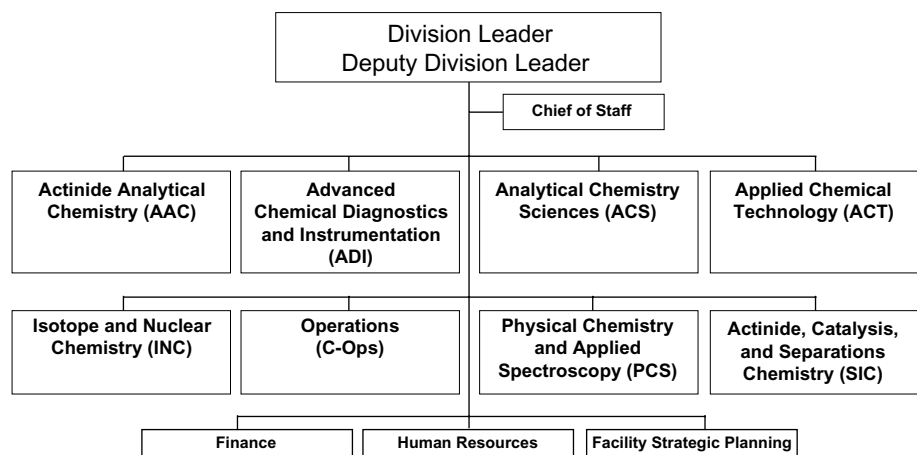 Division Leader
Deputy Division Leader
Chief of Staff
Actinide Analytical
Chemistry (AAC)
Advanced
Chemical Diagnostics
and Instrumentation
(ADI)
Analytical Chemistry
Sciences (ACS)
Applied Chemical
Technology (ACT)
Isotope and Nuclear
Chemistry (INC)
Operations
(C-Ops)
Physical Chemistry
and Applied
Spectroscopy (PCS)
Actinide, Catalysis,
and Separations
Chemistry (SIC)
Finance
Human Resources
Facility Strategic Planning